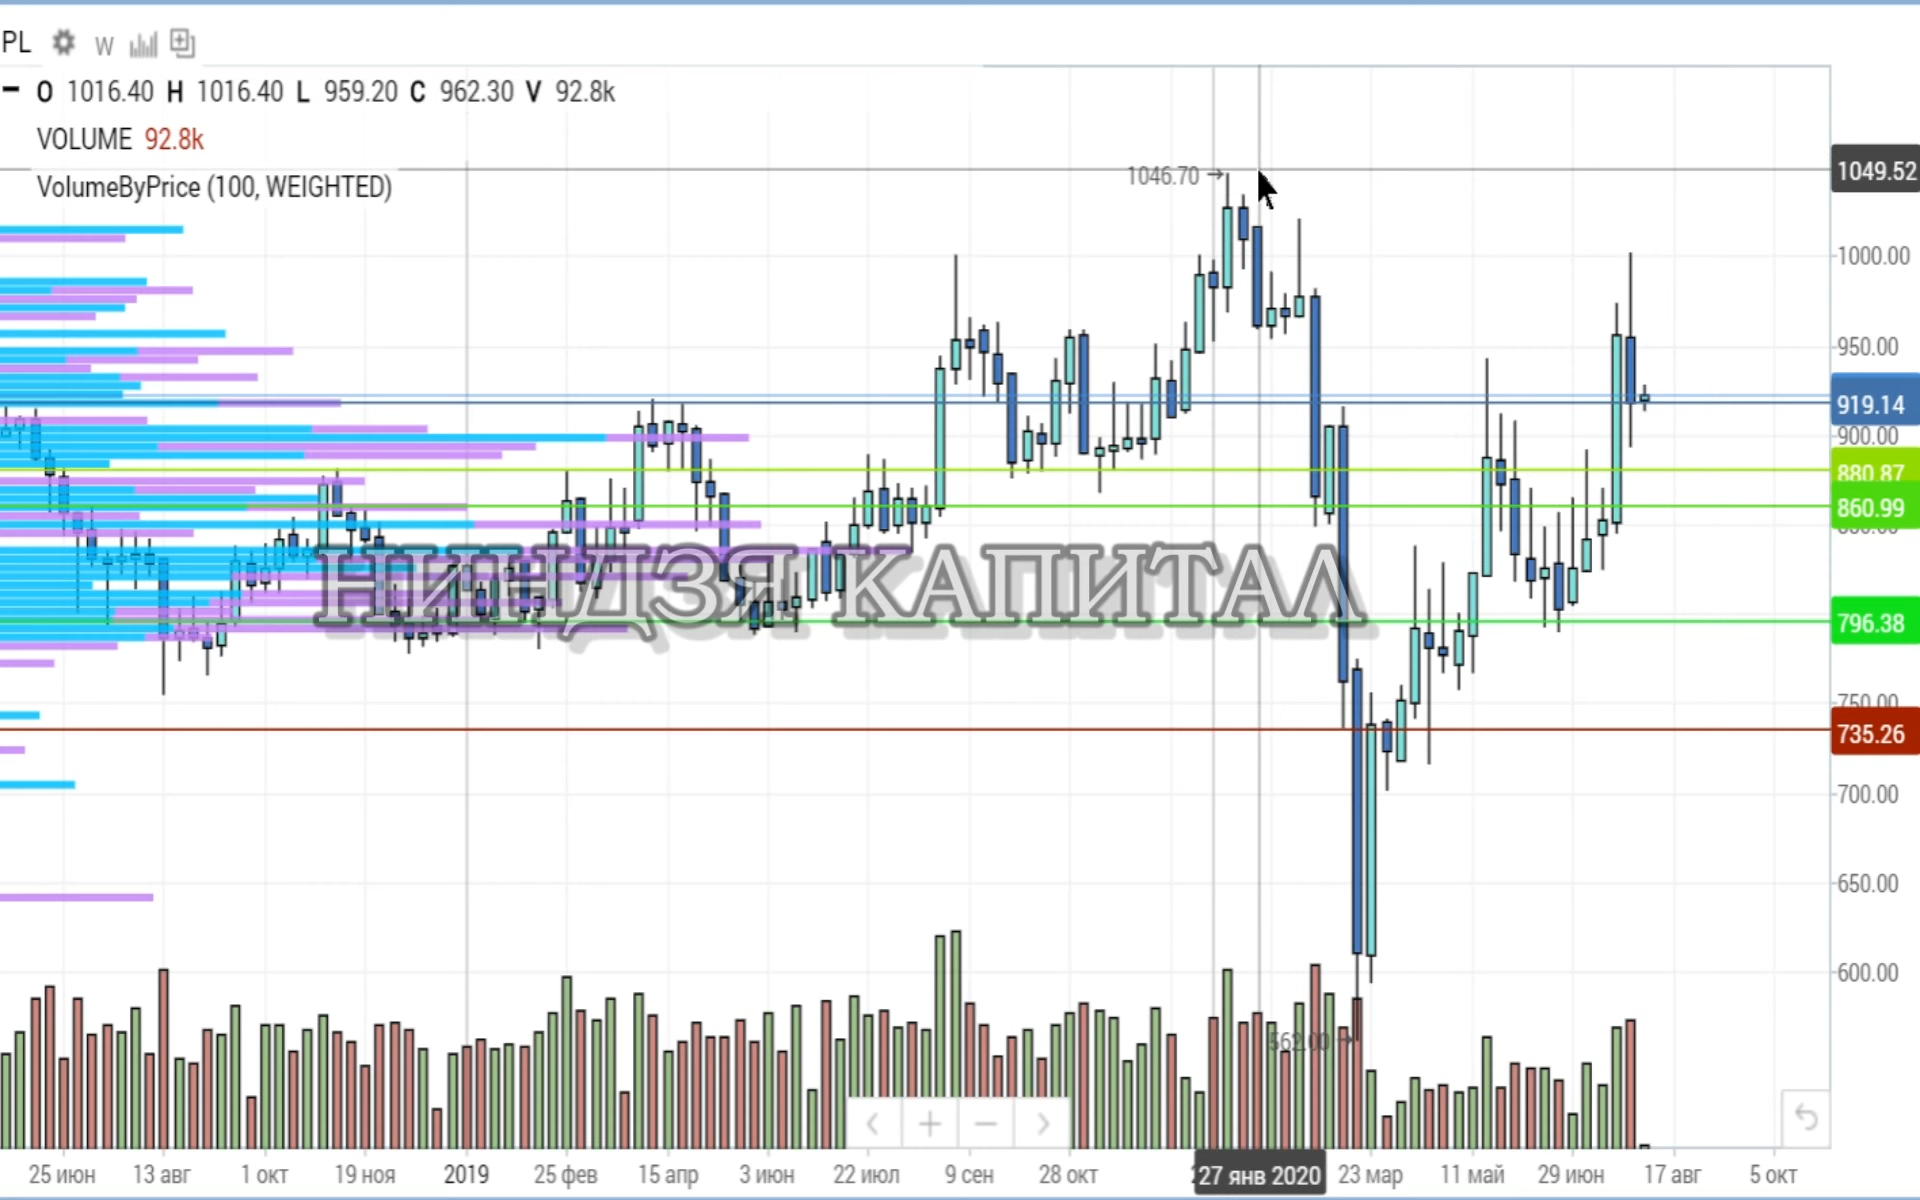 PL W
O 1016.40 H 1016.40 L 959.20 C 962.30 V 92.8k
VOLUME 92.8k
VolumeByPrice (100, WEIGHTED)
1046.70
1049.52
1000.00
950.00
919.14
900.00
880.87
860.99
НИНДЗЯ КАПИТАЛ
796.38
750.00
735.26
700.00
650.00
600.00
562.00
25 июн 13 авг 1 окт 19 ноя 2019 25 фев 15 апр 3 июн 22 июл 9 сен 28 окт 27 янв 2020 23 мар 11 май 29 июн 17 авг 5 окт